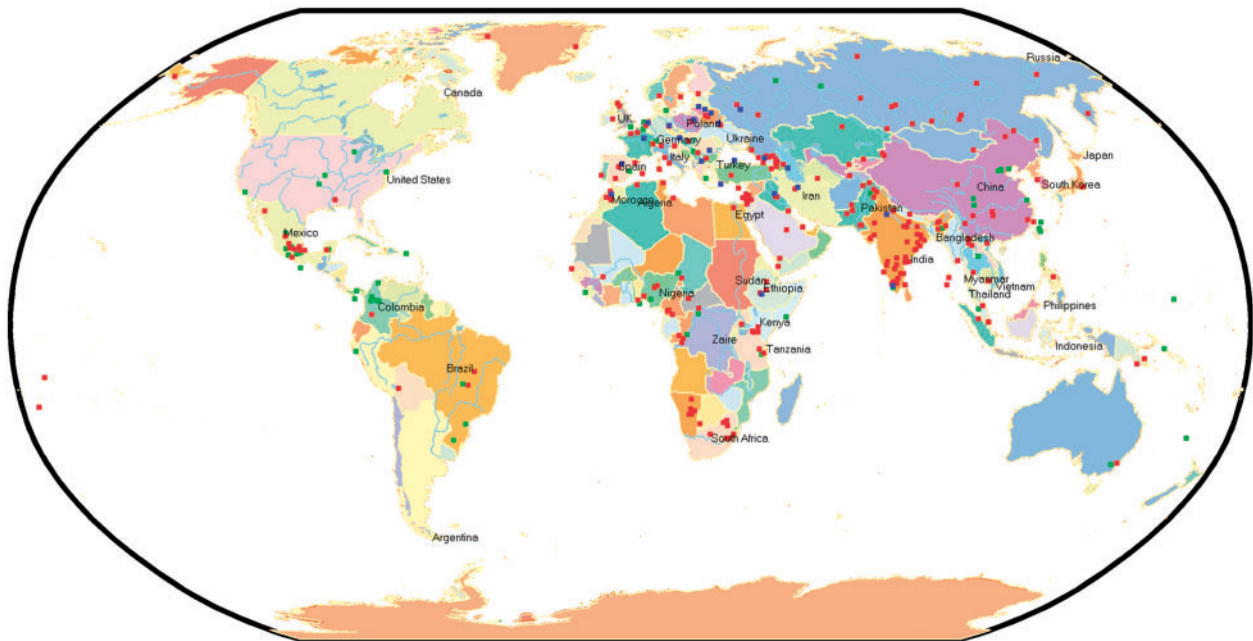 Russia
Canada
UK
Poland
Germany
Ukraine
Italy
Japan
Spain
Turkey
United States
China
South Korea
Iran
Morocco
Algeria
Pakistan
Egypt
Mexico
Bangladesh
India
Sudan
Myanmar
Ethiopia
Vietnam
Nigeria
Thailand
Colombia
Philippines
Kenya
Zaire
Indonesia
Tanzania
Brazil
South Africa
Argentina